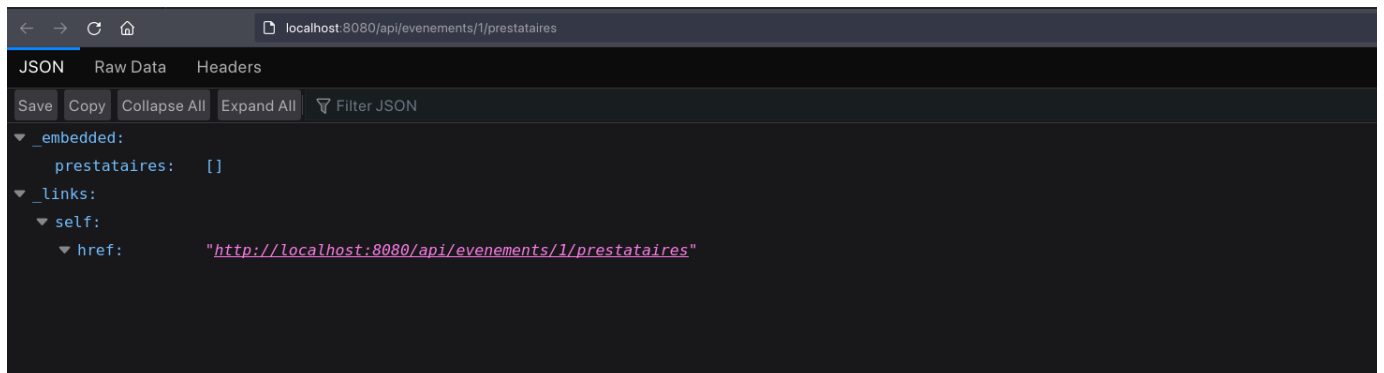 localhost:8080/api/evenements/1/prestataires
JSON Raw Data Headers
Save Copy Collapse All Expand All Filter JSON
_embedded:
prestataires: []
_links:
self:
href: "http://localhost:8080/api/evenements/1/prestataires"